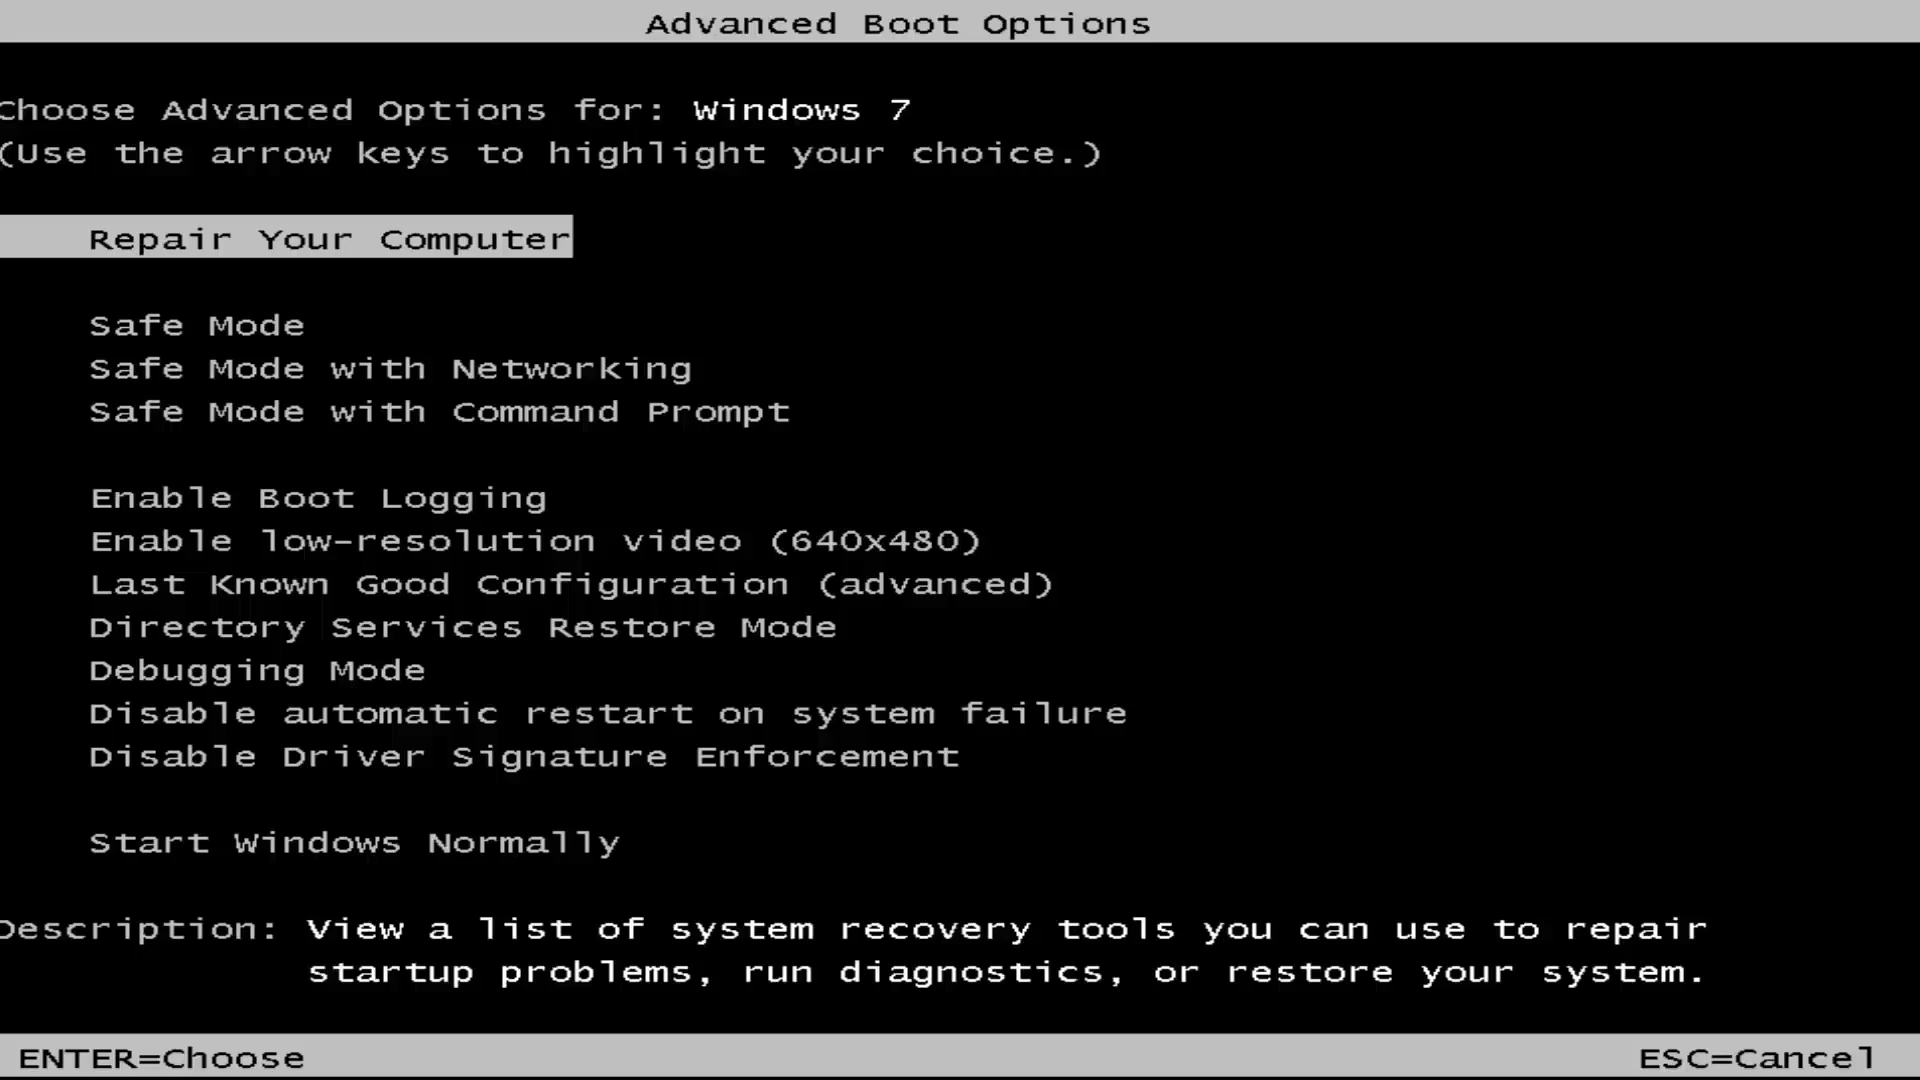 Advanced Boot Options
Choose Advanced Options for: Windows 7
(Use the arrow keys to highlight your choice.)
Repair Your Computer
Safe Mode
Safe Mode with Networking
Safe Mode with Command Prompt
Enable Boot Logging
Enable low-resolution video (640x480)
Last Known Good Configuration (advanced)
Directory Services Restore Mode
Debugging Mode
Disable automatic restart on system failure
Disable Driver Signature Enforcement
Start Windows Normally
Description: View a list of system recovery tools you can use to repair
startup problems, run diagnostics, or restore your system.
ENTER=Choose ESC=Cancel